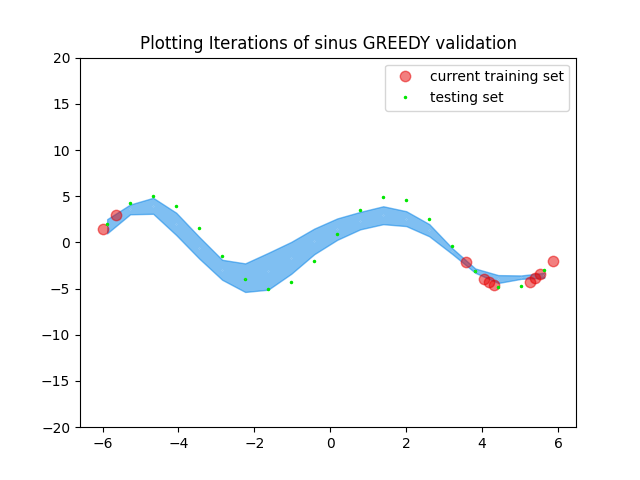 Plotting Iterations of sinus GREEDY validation
current training set
testing set
20
15
10
5
0
−5
−10
−15
−20
−6 −4 −2 0 2 4 6